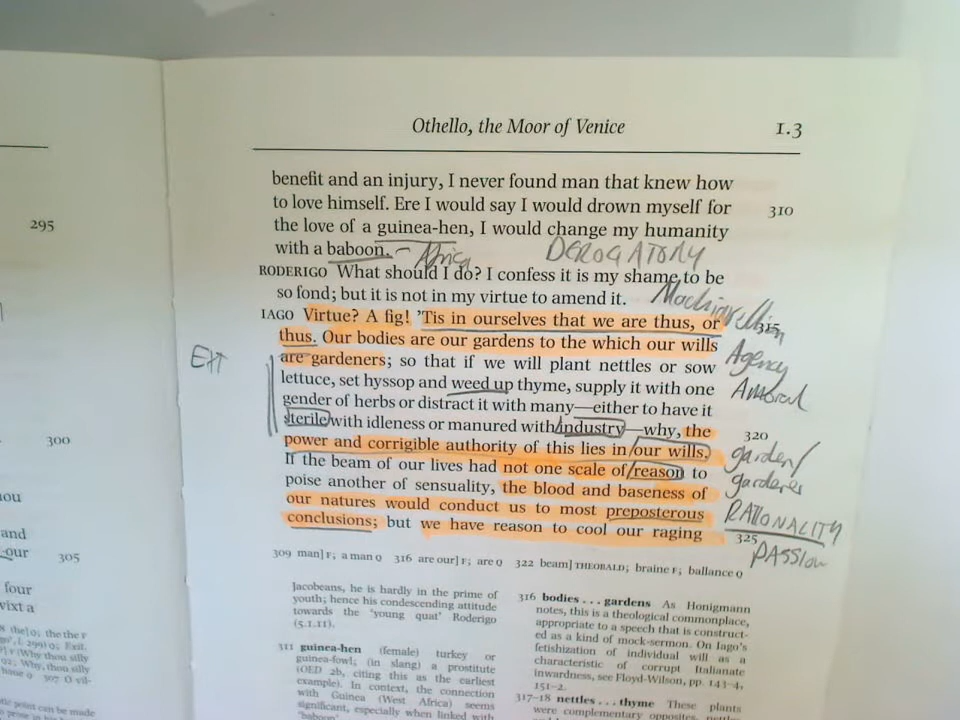 Othello, the Moor of Venice 1.3
benefit and an injury, I never found man that knew how
to love himself. Ere I would say I would drown myself for 310
the love of a guinea-hen, I would change my humanity
with a baboon. – Africa DEROGATORY
RODERIGO What should I do? I confess it is my shame to be
so fond; but it is not in my virtue to amend it. Machiavellian
IAGO Virtue? A fig! 'Tis in ourselves that we are thus, or 315
thus. Our bodies are our gardens to the which our wills
EXT are gardeners; so that if we will plant nettles or sow Agency
lettuce, set hyssop and weed up thyme, supply it with one Amoral
gender of herbs or distract it with many—either to have it
sterile with idleness or manured with industry—why, the 320
power and corrigible authority of this lies in our wills. garden/
If the beam of our lives had not one scale of reason to gardener
poise another of sensuality, the blood and baseness of
our natures would conduct us to most preposterous RATIONALITY
conclusions; but we have reason to cool our raging 325
PASSION
309 man] F; a man Q 316 are our] F; are Q 322 beam] THEOBALD; braine F; ballance Q
Jacobeans, he is hardly in the prime of
youth; hence his condescending attitude
towards the 'young quat' Roderigo
(5.1.11).
311 guinea-hen (female) turkey or
guinea-fowl; (in slang) a prostitute
(OED 2b, citing this as the earliest
example). In context, the connection
with Guinea (West Africa) seems
significant, especially when linked with
'baboon'
316 bodies . . . gardens As Honigmann
notes, this is a theological commonplace,
appropriate to a speech that is construct-
ed as a kind of mock-sermon. On Iago's
fetishization of individual will as a
characteristic of corrupt Italianate
inwardness, see Floyd-Wilson, pp. 143–4,
151–2.
317–18 nettles . . . thyme These plants
were complementary opposites, nettles
295
300
305
and
our
four
vixt a